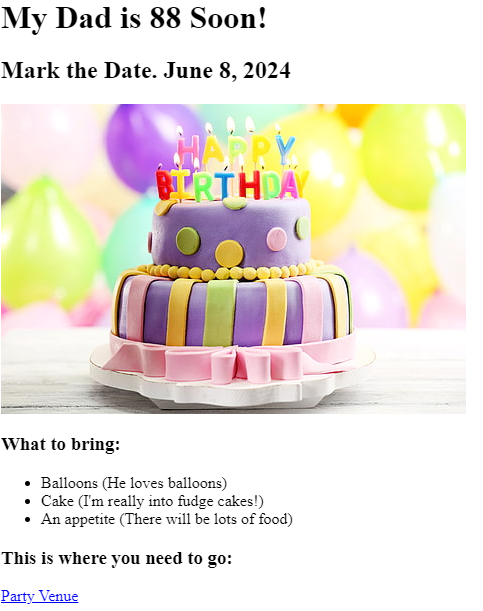 My Dad is 88 Soon!
Mark the Date. June 8, 2024
HAPPY
BIRTHDAY
What to bring:
Balloons (He loves balloons)
Cake (I'm really into fudge cakes!)
An appetite (There will be lots of food)
This is where you need to go:
Party Venue